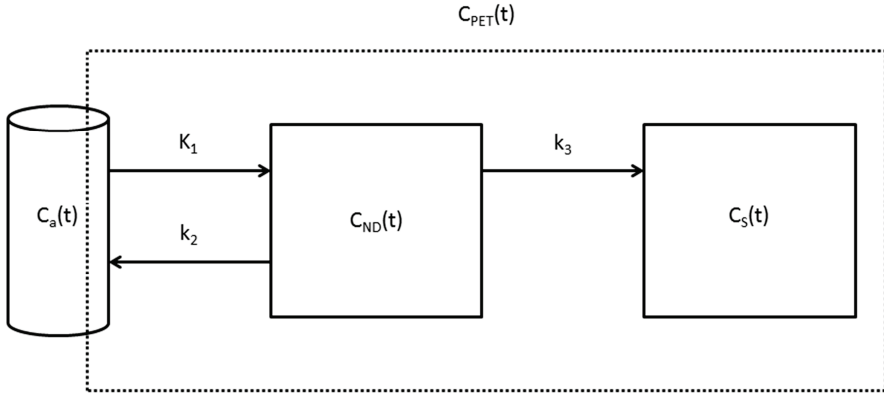 C_PET(t)
K_1
k_3
C_a(t)
C_ND(t)
C_S(t)
k_2